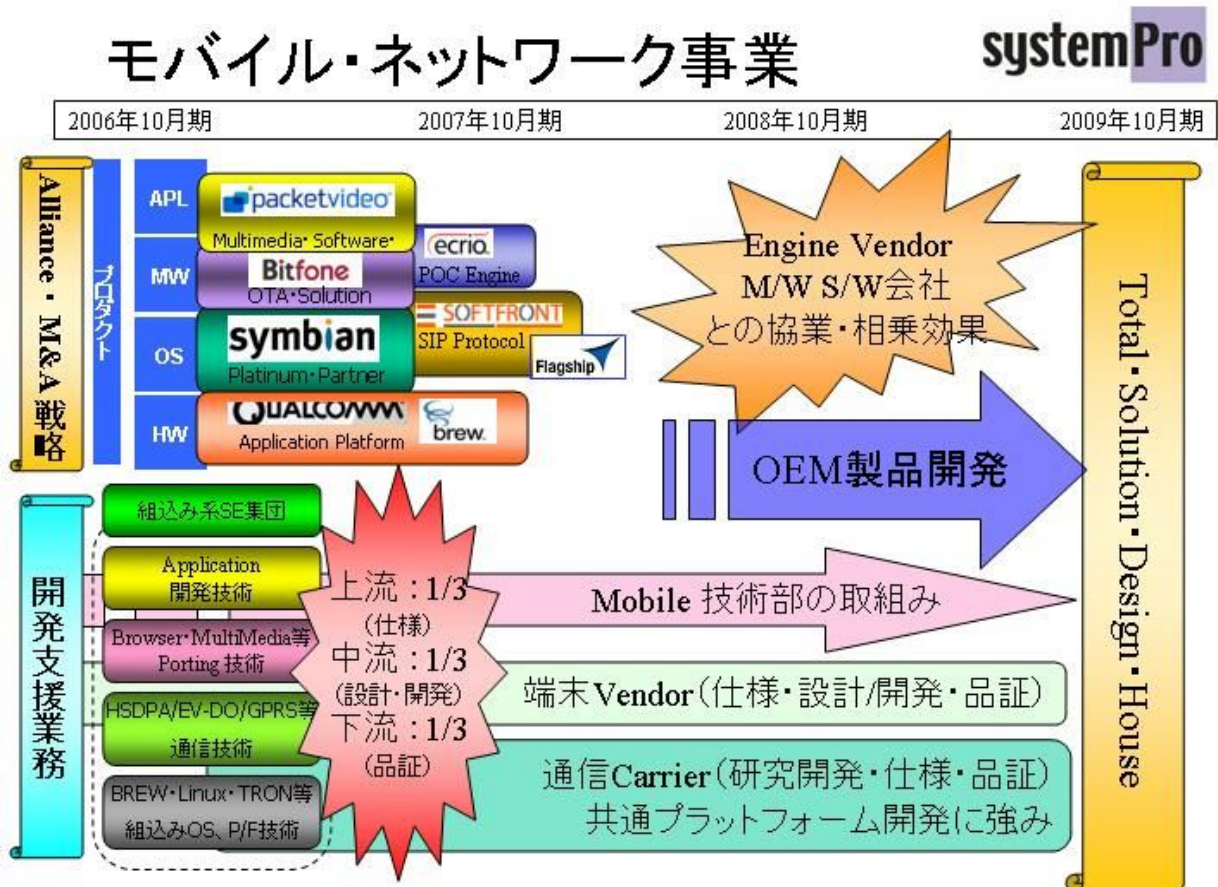 モバイル・ネットワーク事業
systemPro
2006年10月期
2007年10月期
2008年10月期
2009年10月期
Alliance・M&A戦略
プロダクト
APL
MW
OS
HW
packetvideo
Multimedia・Software・
Bitfone
OTA・Solution
symbian
Platinum・Partner
QUALCOMM
Application Platform
brew.
ecrio.
POC Engine
SOFTFRONT
SIP Protocol
Flagship
Engine Vendor
M/W S/W会社
との協業・相乗効果
OEM製品開発
開発支援業務
組込み系SE集団
Application
開発技術
Browser・MultiMedia等
Porting 技術
HSDPA/EV-DO/GPRS等
通信技術
BREW・Linux・TRON等
組込みOS、P/F技術
上流：1/3
(仕様)
中流：1/3
(設計・開発)
下流：1/3
(品証)
Mobile 技術部の取組み
端末Vendor(仕様・設計/開発・品証)
通信Carrier(研究開発・仕様・品証)
共通プラットフォーム開発に強み
Total・Solution・Design・House